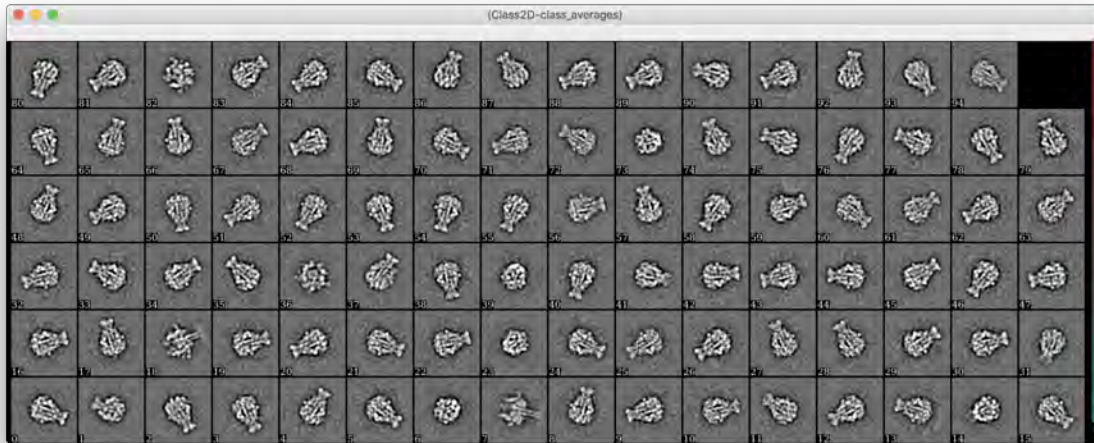 (Class2D-class_averages)
80 81 82 83 84 85 86 87 88 89 90 91 92 93 94
64 65 66 67 68 69 70 71 72 73 74 75 76 77 78 79
48 49 50 51 52 53 54 55 56 57 58 59 60 61 62 63
32 33 34 35 36 37 38 39 40 41 42 43 44 45 46 47
16 17 18 19 20 21 22 23 24 25 26 27 28 29 30 31
0 1 2 3 4 5 6 7 8 9 10 11 12 13 14 15